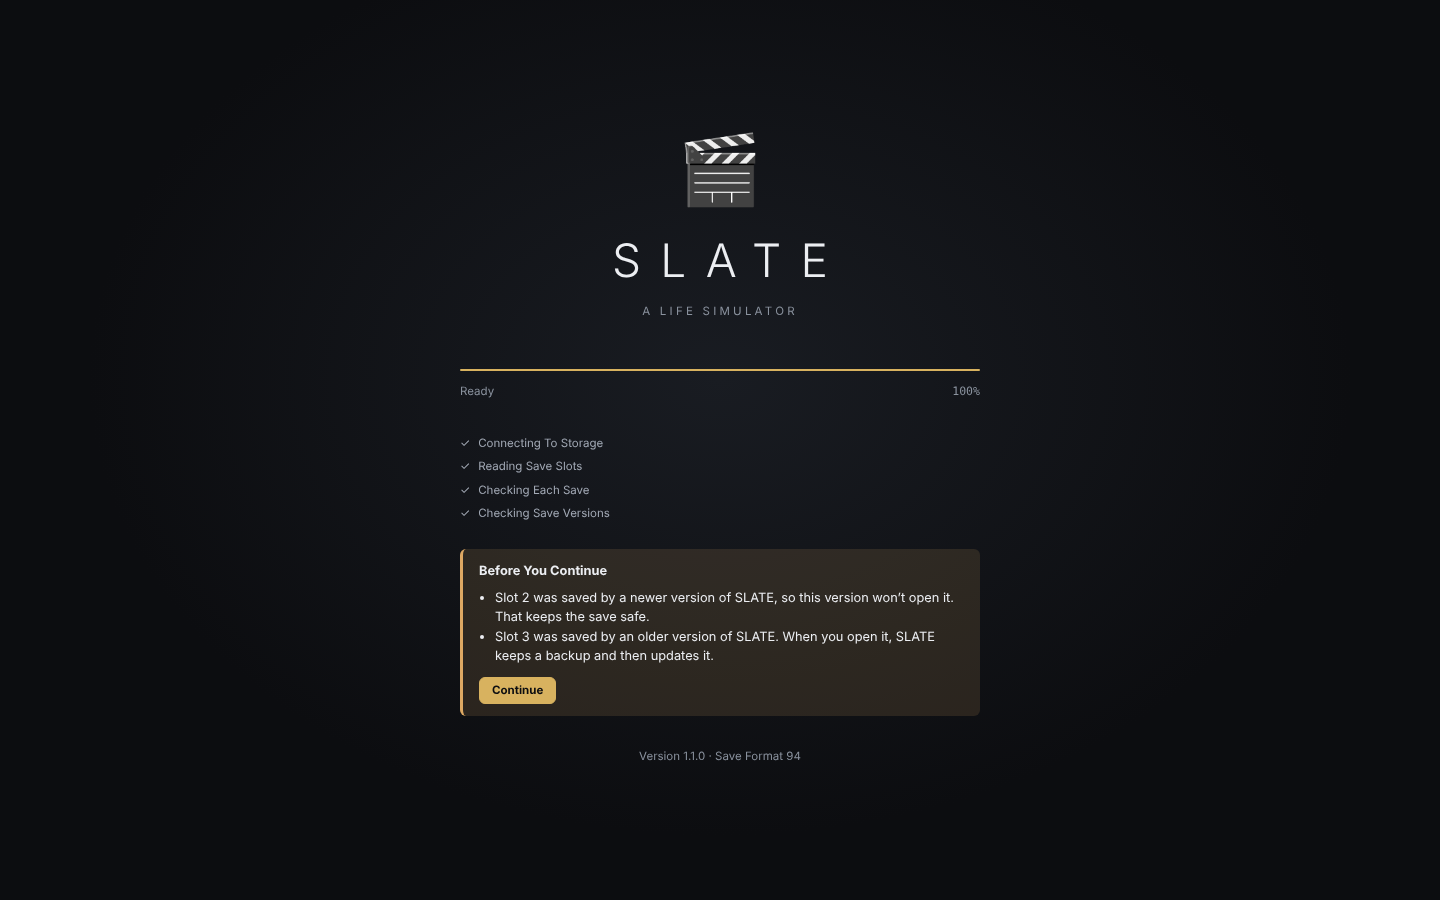 SLATE
A LIFE SIMULATOR
Ready
100%
✓ Connecting To Storage
✓ Reading Save Slots
✓ Checking Each Save
✓ Checking Save Versions
Before You Continue
• Slot 2 was saved by a newer version of SLATE, so this version won’t open it.
That keeps the save safe.
• Slot 3 was saved by an older version of SLATE. When you open it, SLATE
keeps a backup and then updates it.
Continue
Version 1.1.0 · Save Format 94